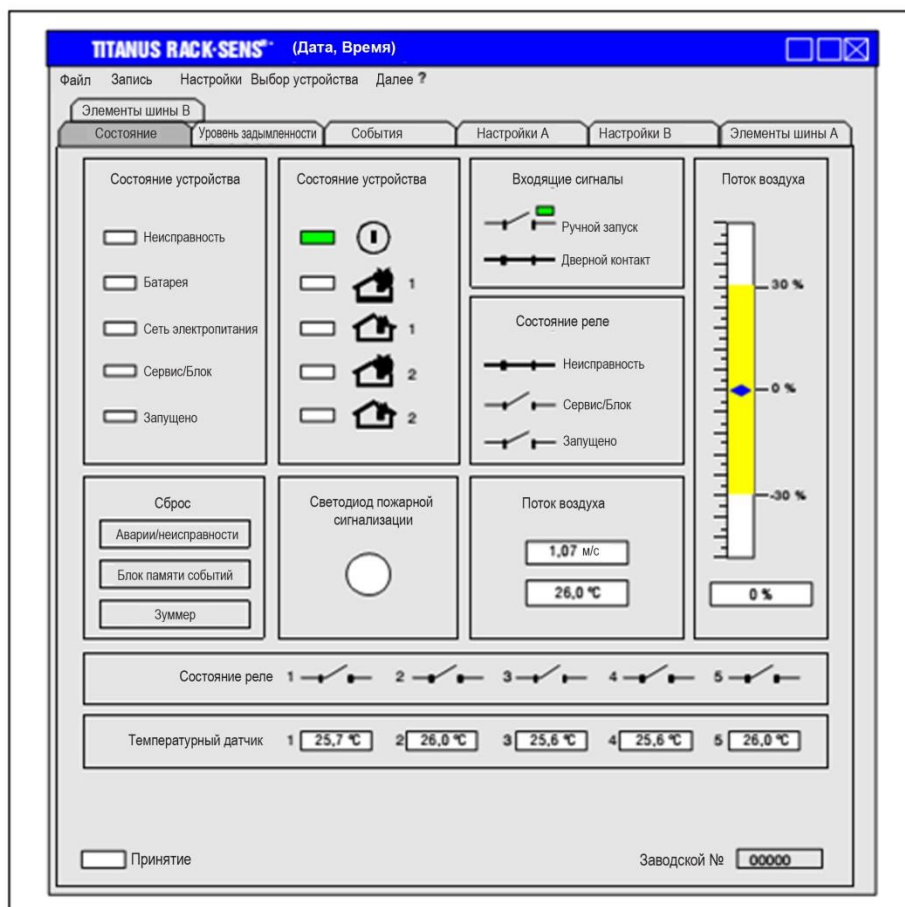 TITANUS RACK·SENS® (Дата, Время)
Файл Запись Настройки Выбор устройства Далее ?
Элементы шины В
Состояние Уровень задымленности События Настройки А Настройки В Элементы шины А
Состояние устройства
Неисправность
Батарея
Сеть электропитания
Сервис/Блок
Запущено
Состояние устройства
1
1
2
2
Входящие сигналы
Ручной запуск
Дверной контакт
Состояние реле
Неисправность
Сервис/Блок
Запущено
Поток воздуха
30 %
0 %
-30 %
0 %
Сброс
Аварии/неисправности
Блок памяти событий
Зуммер
Светодиод пожарной
сигнализации
Поток воздуха
1,07 м/с
26,0 °C
Состояние реле 1 2 3 4 5
Температурный датчик 1 25,7 °C 2 26,0 °C 3 25,6 °C 4 25,6 °C 5 26,0 °C
Принятие
Заводской № 00000